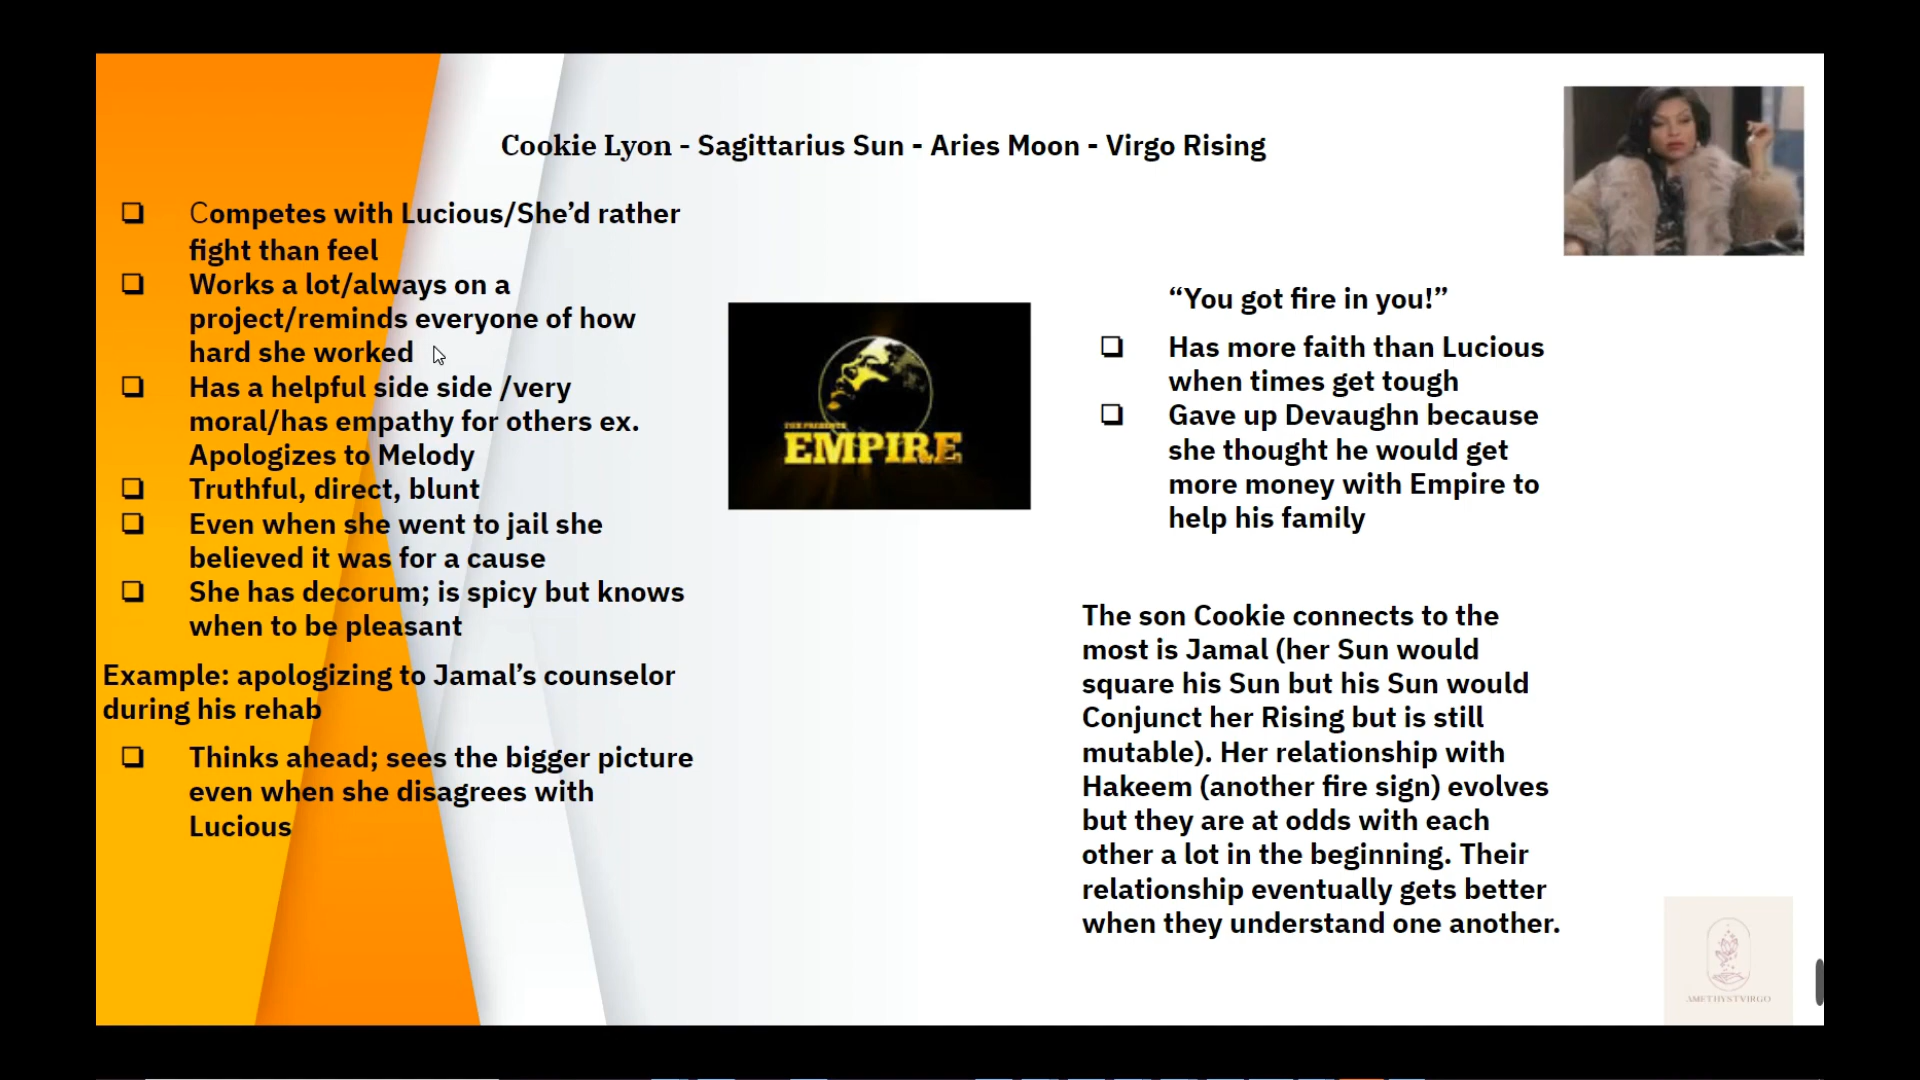 Cookie Lyon - Sagittarius Sun - Aries Moon - Virgo Rising
Competes with Lucious/She’d rather
fight than feel
Works a lot/always on a
project/reminds everyone of how
hard she worked
Has a helpful side side /very
moral/has empathy for others ex.
Apologizes to Melody
Truthful, direct, blunt
Even when she went to jail she
believed it was for a cause
She has decorum; is spicy but knows
when to be pleasant
Example: apologizing to Jamal’s counselor
during his rehab
Thinks ahead; sees the bigger picture
even when she disagrees with
Lucious
FOX PRESENTS
EMPIRE
“You got fire in you!”
Has more faith than Lucious
when times get tough
Gave up Devaughn because
she thought he would get
more money with Empire to
help his family
The son Cookie connects to the
most is Jamal (her Sun would
square his Sun but his Sun would
Conjunct her Rising but is still
mutable). Her relationship with
Hakeem (another fire sign) evolves
but they are at odds with each
other a lot in the beginning. Their
relationship eventually gets better
when they understand one another.
AMETHYSTVIRGO